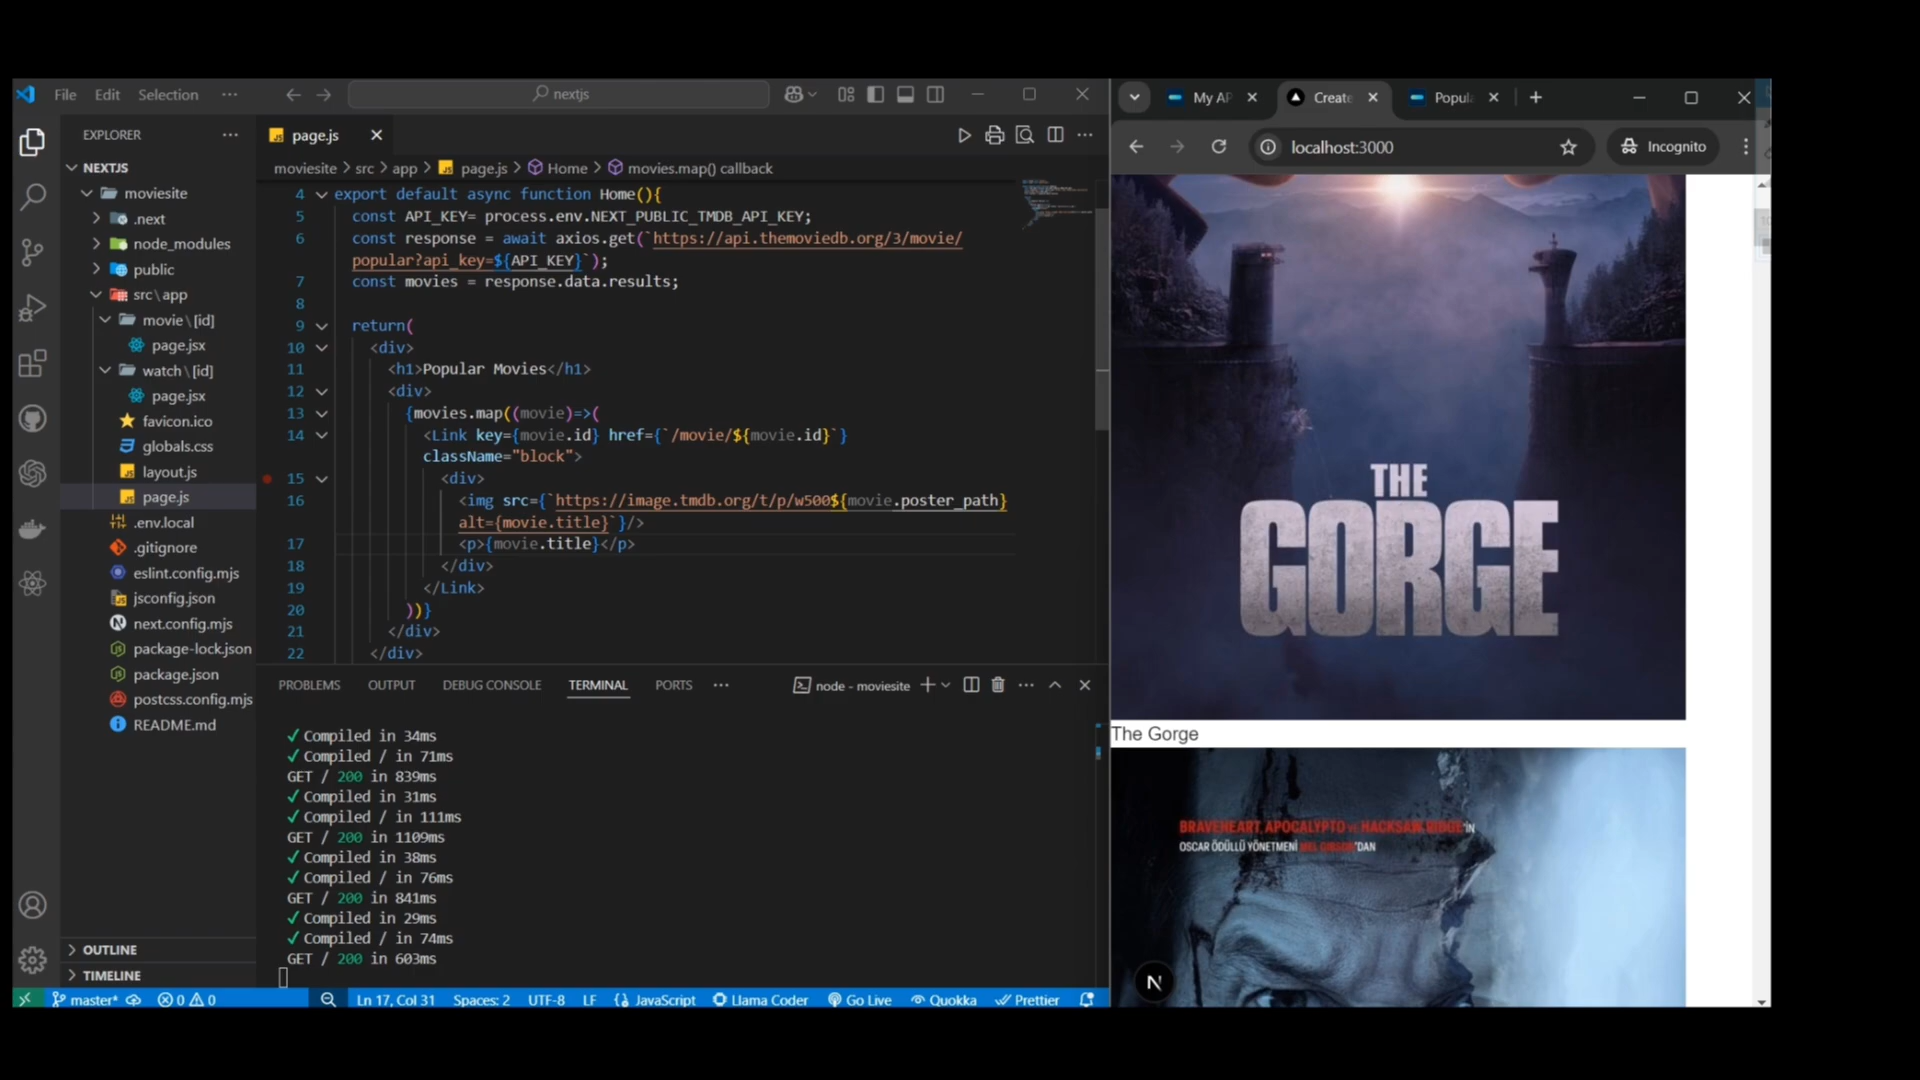 File Edit Selection ··· nextjs
EXPLORER ···
NEXTJS
moviesite
.next
node_modules
public
src\app
movie\[id]
page.jsx
watch\[id]
page.jsx
favicon.ico
globals.css
layout.js
page.js
.env.local
.gitignore
eslint.config.mjs
jsconfig.json
next.config.mjs
package-lock.json
package.json
postcss.config.mjs
README.md
OUTLINE
TIMELINE
page.js
moviesite > src > app > page.js > Home > movies.map() callback
4 export default async function Home(){
5 const API_KEY= process.env.NEXT_PUBLIC_TMDB_API_KEY;
6 const response = await axios.get(`https://api.themoviedb.org/3/movie/
popular?api_key=${API_KEY}`);
7 const movies = response.data.results;
8
9 return(
10 <div>
11 <h1>Popular Movies</h1>
12 <div>
13 {movies.map((movie)=>(
14 <Link key={movie.id} href={`/movie/${movie.id}`}
className="block">
15 <div>
16 <img src={`https://image.tmdb.org/t/p/w500${movie.poster_path}
alt={movie.title}`}/>
17 <p>{movie.title}</p>
18 </div>
19 </Link>
20 ))}
21 </div>
22 </div>
PROBLEMS OUTPUT DEBUG CONSOLE TERMINAL PORTS ··· node - moviesite
✓ Compiled in 34ms
✓ Compiled / in 71ms
GET / 200 in 839ms
✓ Compiled in 31ms
✓ Compiled / in 111ms
GET / 200 in 1109ms
✓ Compiled in 38ms
✓ Compiled / in 76ms
GET / 200 in 841ms
✓ Compiled in 29ms
✓ Compiled / in 74ms
GET / 200 in 603ms
master* 0 0 Ln 17, Col 31 Spaces: 2 UTF-8 LF JavaScript Llama Coder Go Live Quokka Prettier
My AP Create Popula
localhost:3000 Incognito
THE
GORGE
The Gorge
BRAVEHEART, APOCALYPTO ve HACKSAW RIDGE'İN
OSCAR ÖDÜLLÜ YÖNETMENİ MEL GIBSON'DAN
N